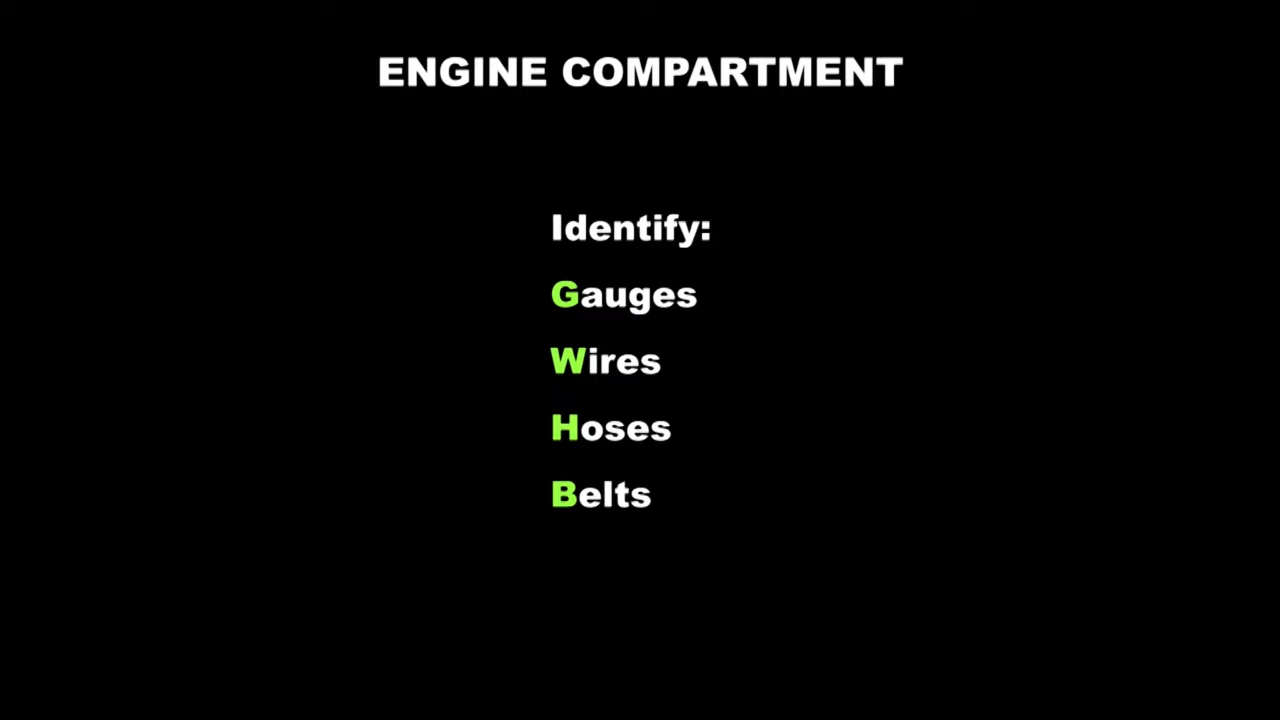 ENGINE COMPARTMENT
Identify:
Gauges
Wires
Hoses
Belts